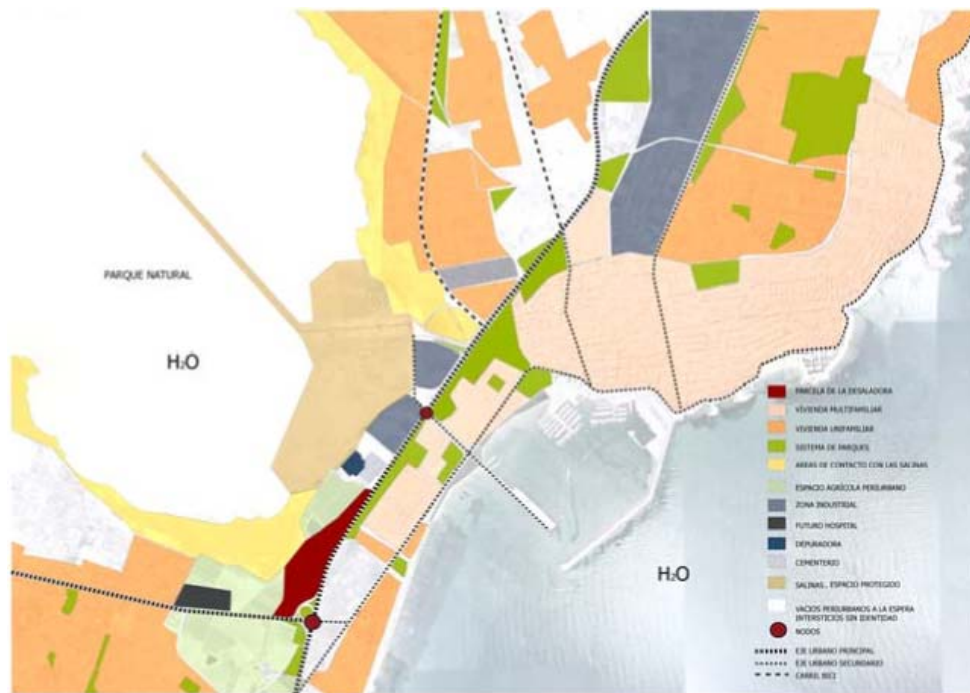 PARQUE NATURAL
H2O
H2O
PARCELA DE LA DESALADORA
VIVIENDA MULTIFAMILIAR
VIVIENDA UNIFAMILIAR
SISTEMA DE PARQUES
AREAS DE CONTACTO CON LAS SALINAS
ESPACIO AGRÍCOLA PERIURBANO
ZONA INDUSTRIAL
FUTURO HOSPITAL
DEPURADORA
CEMENTERIO
SALINAS. ESPACIO PROTEGIDO
VACIOS PERIURBANOS A LA ESPERA
INTERSTICIOS SIN IDENTIDAD
NODOS
EJE URBANO PRINCIPAL
EJE URBANO SECUNDARIO
CARRIL BICI